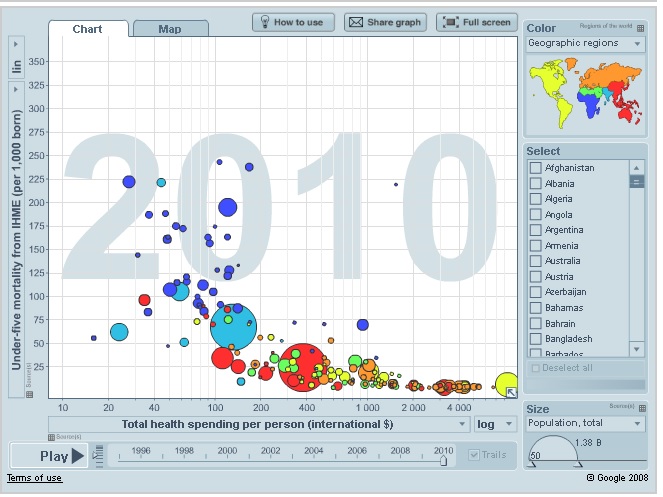 Chart
Map
How to use
Share graph
Full screen
lin
Under-five mortality from IHME (per 1,000 born)
350
325
300
275
250
225
200
175
150
125
100
75
50
25
2010
10
20
40
100
200
400
1 000
2 000
4 000
Total health spending per person (international $)
log
Play
1996
1998
2000
2002
2004
2006
2008
2010
Trails
Terms of use
Color
Regions of the world
Geographic regions
Select
Afghanistan
Albania
Algeria
Angola
Argentina
Armenia
Australia
Austria
Azerbaijan
Bahamas
Bahrain
Bangladesh
Barbados
Deselect all
Size
Source(s)
Population, total
1.38 B
50
© Google 2008